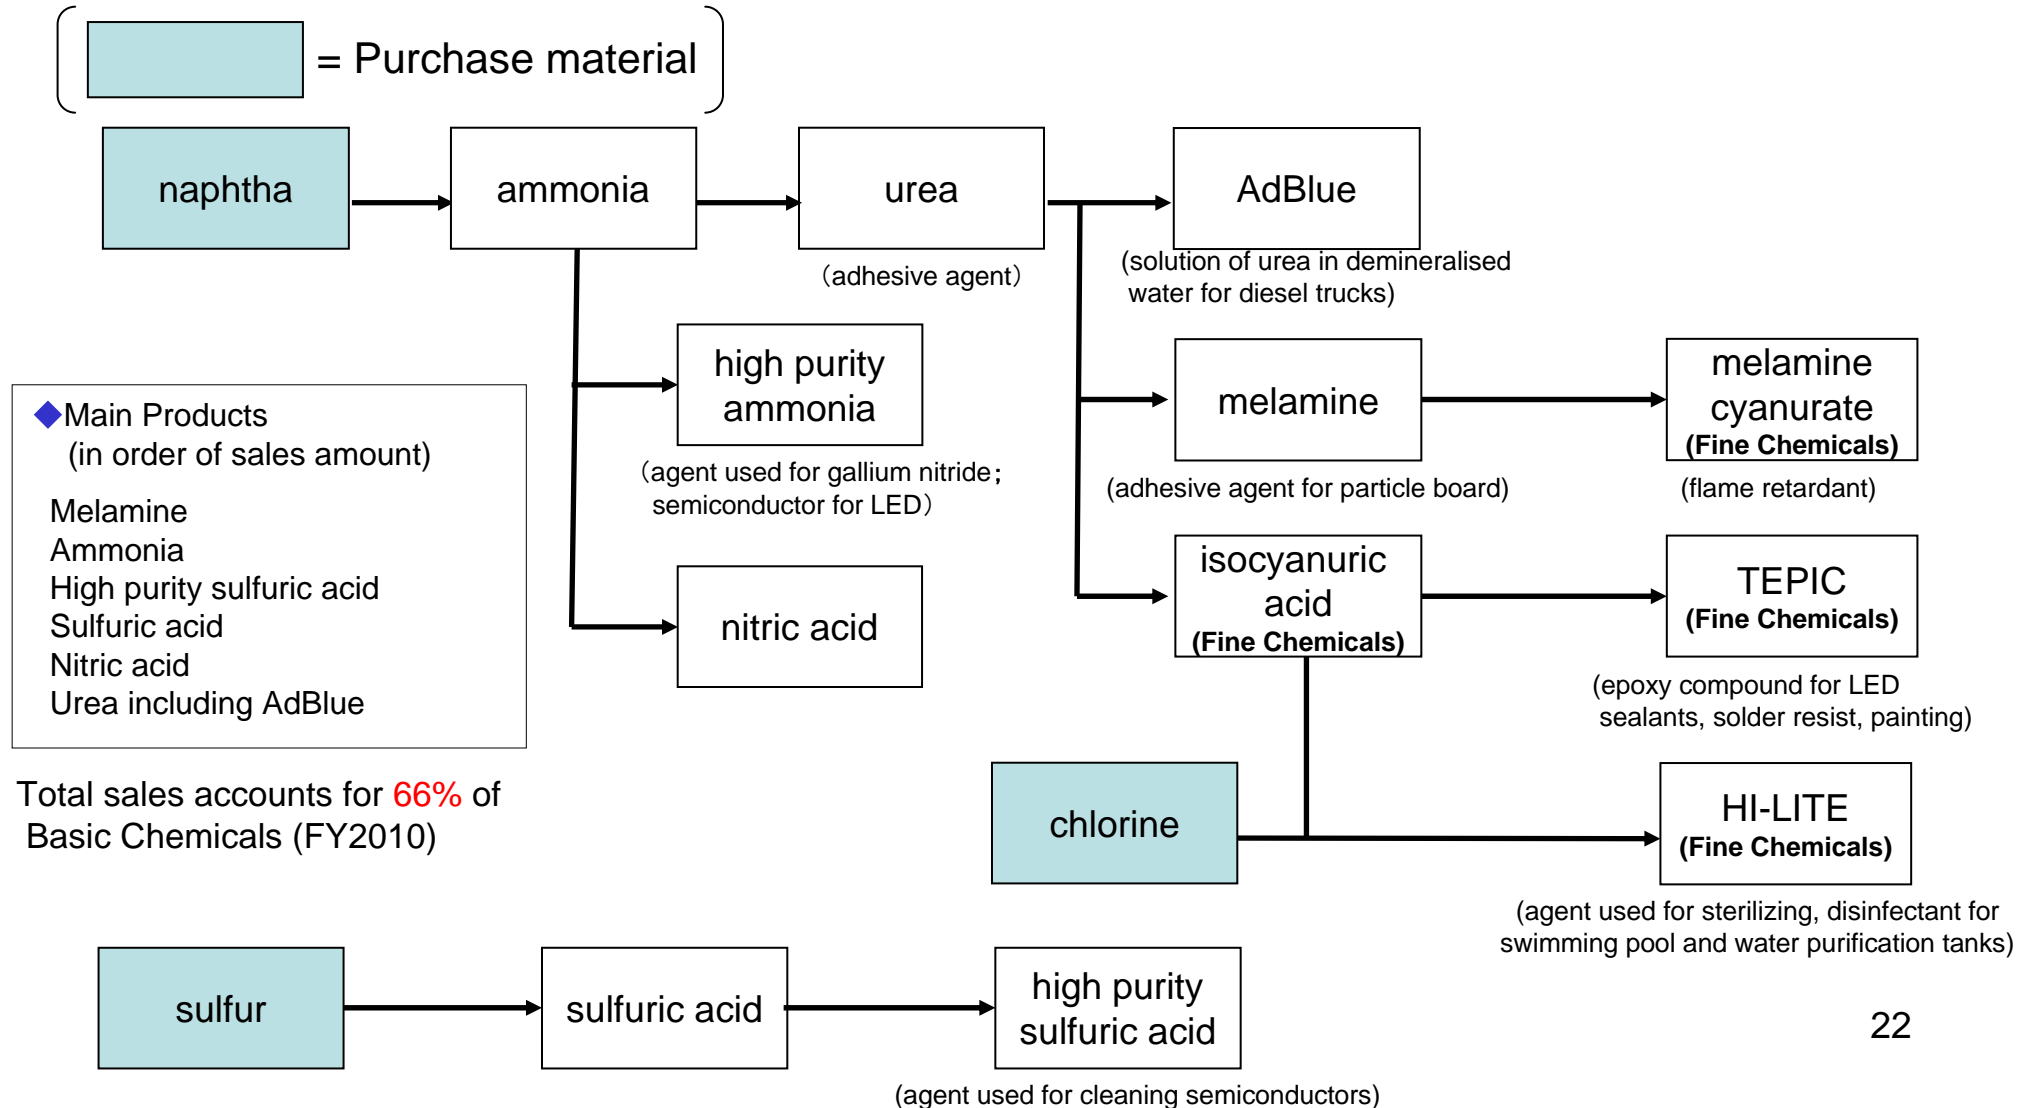 = Purchase material
naphtha
ammonia
urea
AdBlue
（adhesive agent）
(solution of urea in demineralised
water for diesel trucks)
high purity
ammonia
（agent used for gallium nitride；
semiconductor for LED）
melamine
(adhesive agent for particle board)
melamine
cyanurate
(Fine Chemicals)
(flame retardant)
◆Main Products
(in order of sales amount)
Melamine
Ammonia
High purity sulfuric acid
Sulfuric acid
Nitric acid
Urea including AdBlue
nitric acid
isocyanuric
acid
(Fine Chemicals)
TEPIC
(Fine Chemicals)
(epoxy compound for LED
sealants, solder resist, painting)
Total sales accounts for 66% of
Basic Chemicals (FY2010)
chlorine
HI-LITE
(Fine Chemicals)
(agent used for sterilizing, disinfectant for
swimming pool and water purification tanks)
sulfur
sulfuric acid
high purity
sulfuric acid
(agent used for cleaning semiconductors)
22